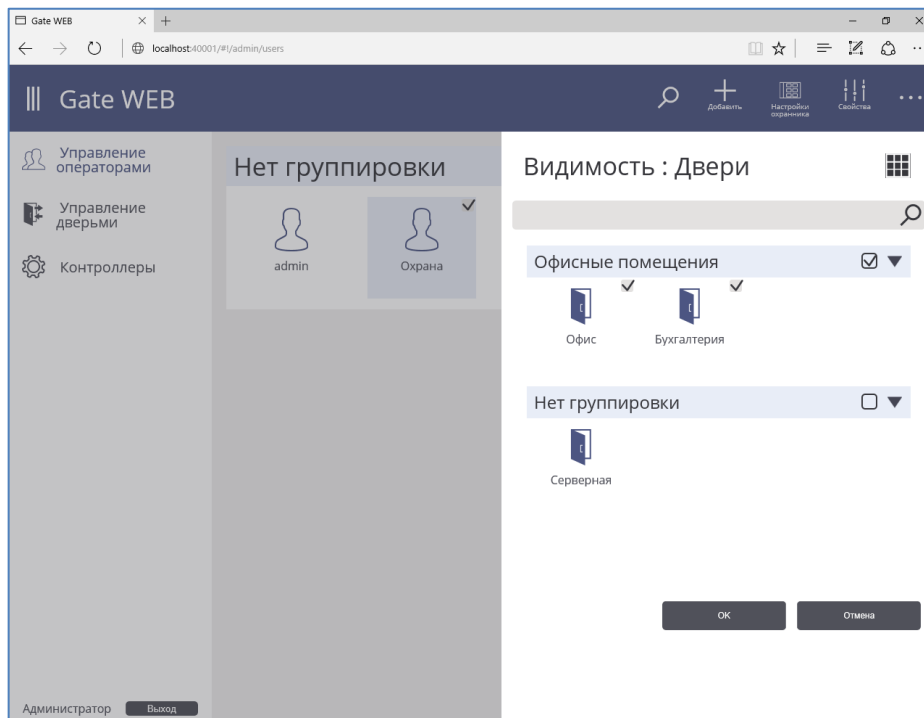 Gate WEB
localhost:40001/#!/admin/users
Gate WEB
Добавить
Настройки охранника
Свойства
Управление операторами
Управление дверьми
Контроллеры
Нет группировки
admin
Охрана
Видимость : Двери
Офисные помещения
Офис
Бухгалтерия
Нет группировки
Серверная
OK
Отмена
Администратор
Выход